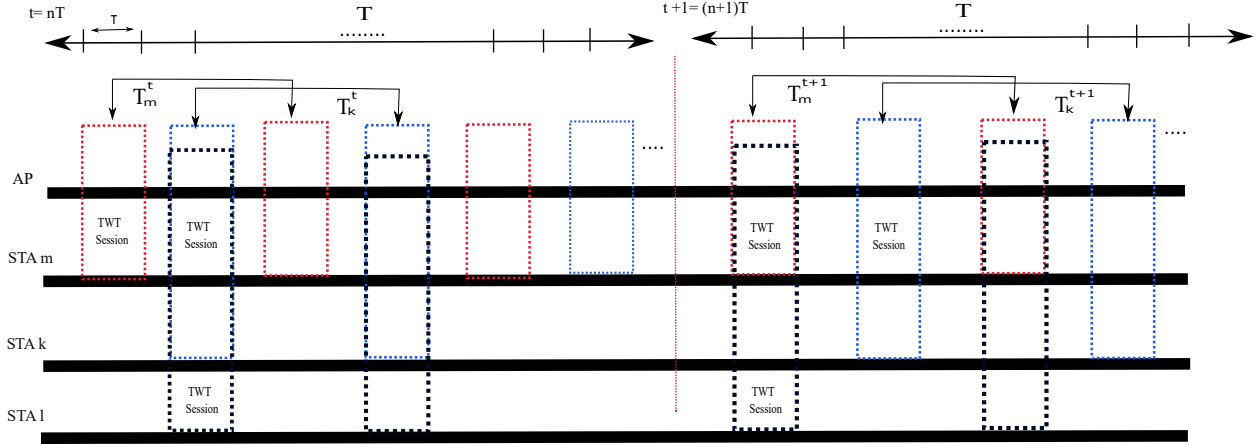 t= nT
T
T
........
t +1= (n+1)T
T
........
T_m^t
T_k^t
T_m^{t+1}
T_k^{t+1}
....
....
AP
TWT
Session
TWT
Session
TWT
Session
TWT
Session
STA m
STA k
TWT
Session
TWT
Session
STA l